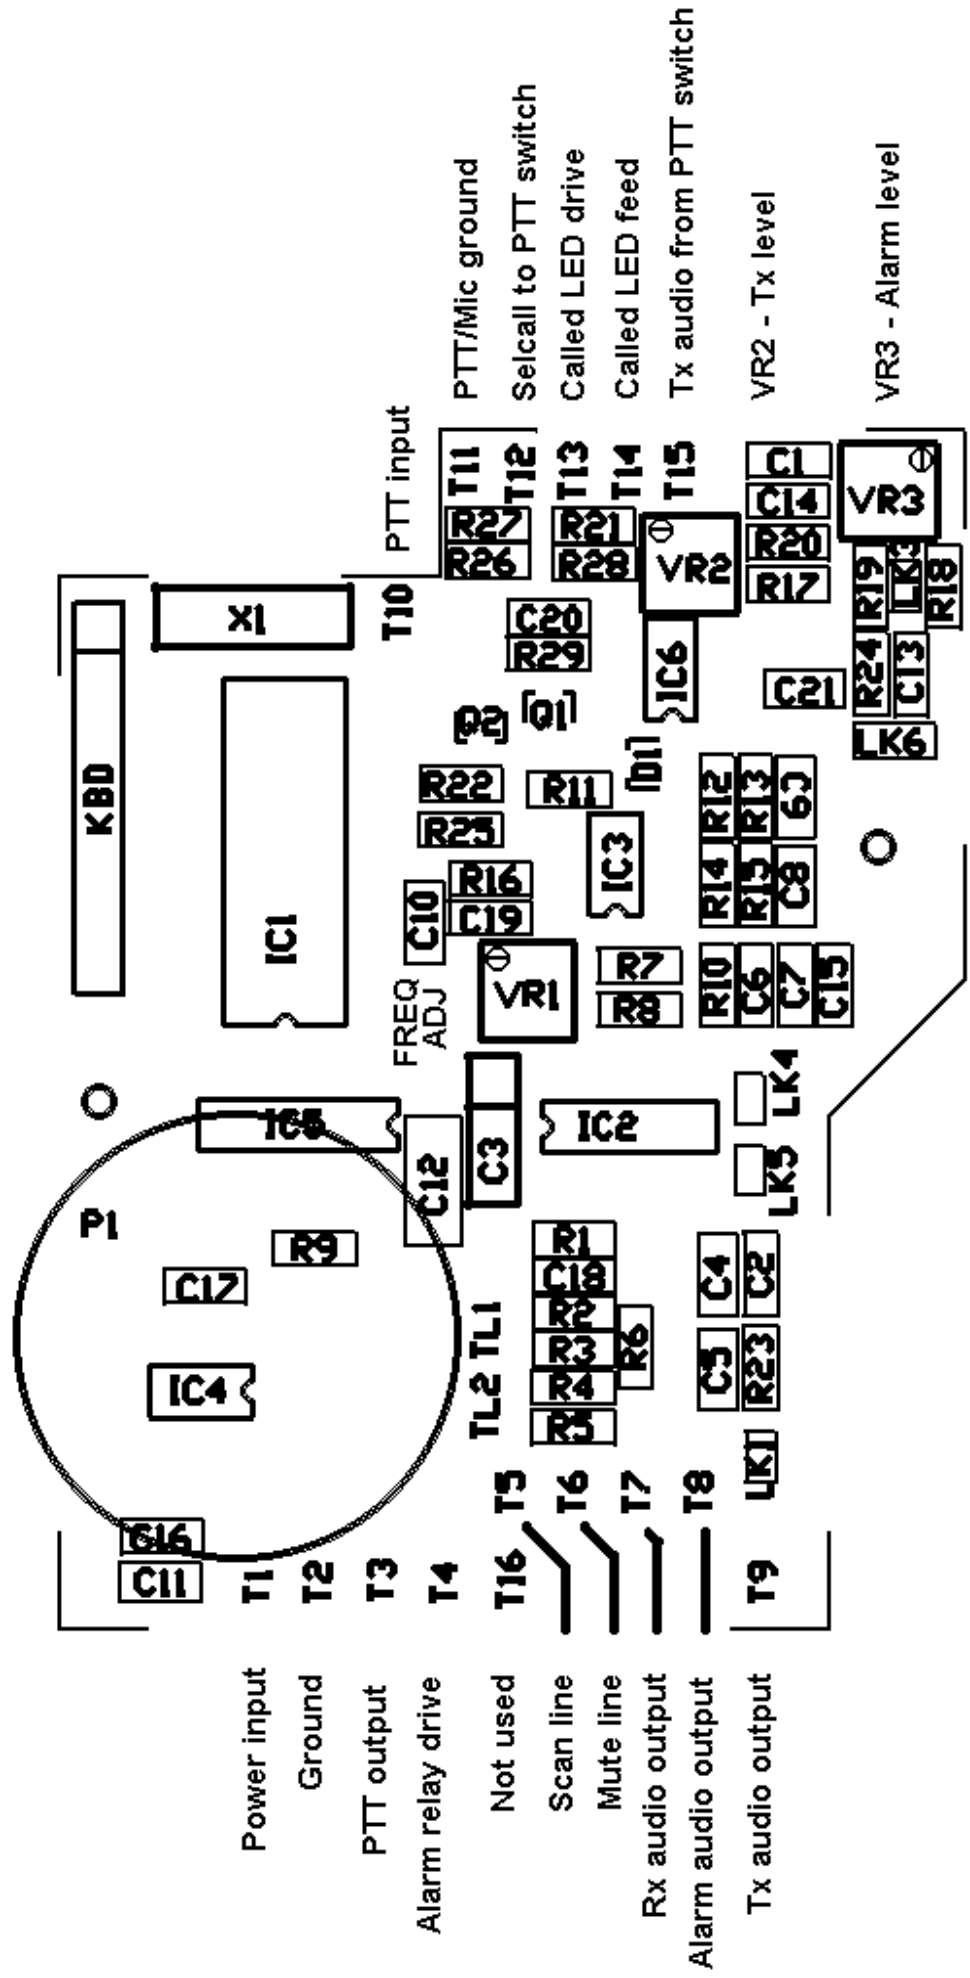 KBD
X1
IC1
T10
PTT input
P1
IC5
R9
C17
IC4
C16
C11
C12
C10
FREQ
ADJ
R22
R25
R16
C19
Q2
Q1
R11
D1
C20
R29
R27
R26
R21
R28
VR2
IC6
IC3
VR1
R7
R8
C3
IC2
R1
C18
R2
R3
R4
R5
R6
TL1
TL2
T11
T12
T13
T14
T15
PTT/Mic ground
Selcall to PTT switch
Called LED drive
Called LED feed
Tx audio from PTT switch
VR2 - Tx level
VR3 - Alarm level
C1
C14
R20
R17
VR3
R19
LK3
R18
R24
C13
C21
LK6
R12
R13
C9
R14
R15
C8
R10
C6
C7
C15
LK4
LK5
C4
C2
C5
R23
LK1
T1
T2
T3
T4
T16
T5
T6
T7
T8
T9
Power input
Ground
PTT output
Alarm relay drive
Not used
Scan line
Mute line
Rx audio output
Alarm audio output
Tx audio output